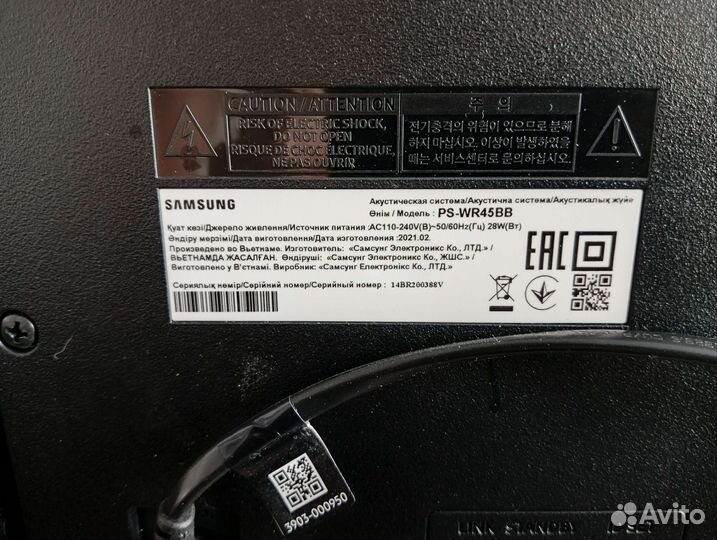 CAUTION/ATTENTION
RISK OF ELECTRIC SHOCK,
DO NOT OPEN
RISQUE DE CHOC ÉLECTRIQUE,
NE PAS OUVRIR
주 의
전기충격의 위험이 있으므로 분해
하지 마십시오. 이상이 발생하였을
때는 서비스센터로 문의하십시오.
SAMSUNG
Акустическая система/Акустична система/Акустикалық жүйе
Өнім / Модель : PS-WR45BB
Қуат көзі/Джерело живлення/Источник питания :AC110-240V(В)~50/60Hz(Гц) 28W(Вт)
Өндіру мерзімі/Дата виготовлення/Дата изготовления :2021.02.
Произведено во Вьетнаме. Изготовитель: «Самсунг Электроникс Ко., ЛТД.» /
ВЬЕТНАМДА ЖАСАЛҒАН. Өндіруші: «Самсунг Электроникс Ко., ЖШС.» /
Виготовлено у В'єтнамі. Виробник: «Самсунг Електронікс Ко., ЛТД.»
Сериялық немір/Серійний номер/Серийный номер : 14BR200388V
EAC
3903-000950
LINK STANDBY ID SET
Avito